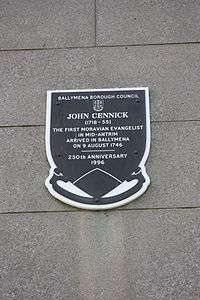 BALLYMENA BOROUGH COUNCIL
JOHN CENNICK
(1718 - 55)
THE FIRST MORAVIAN EVANGELIST
IN MID-ANTRIM
ARRIVED IN BALLYMENA
ON 9 AUGUST 1746
250th ANNIVERSARY
1996